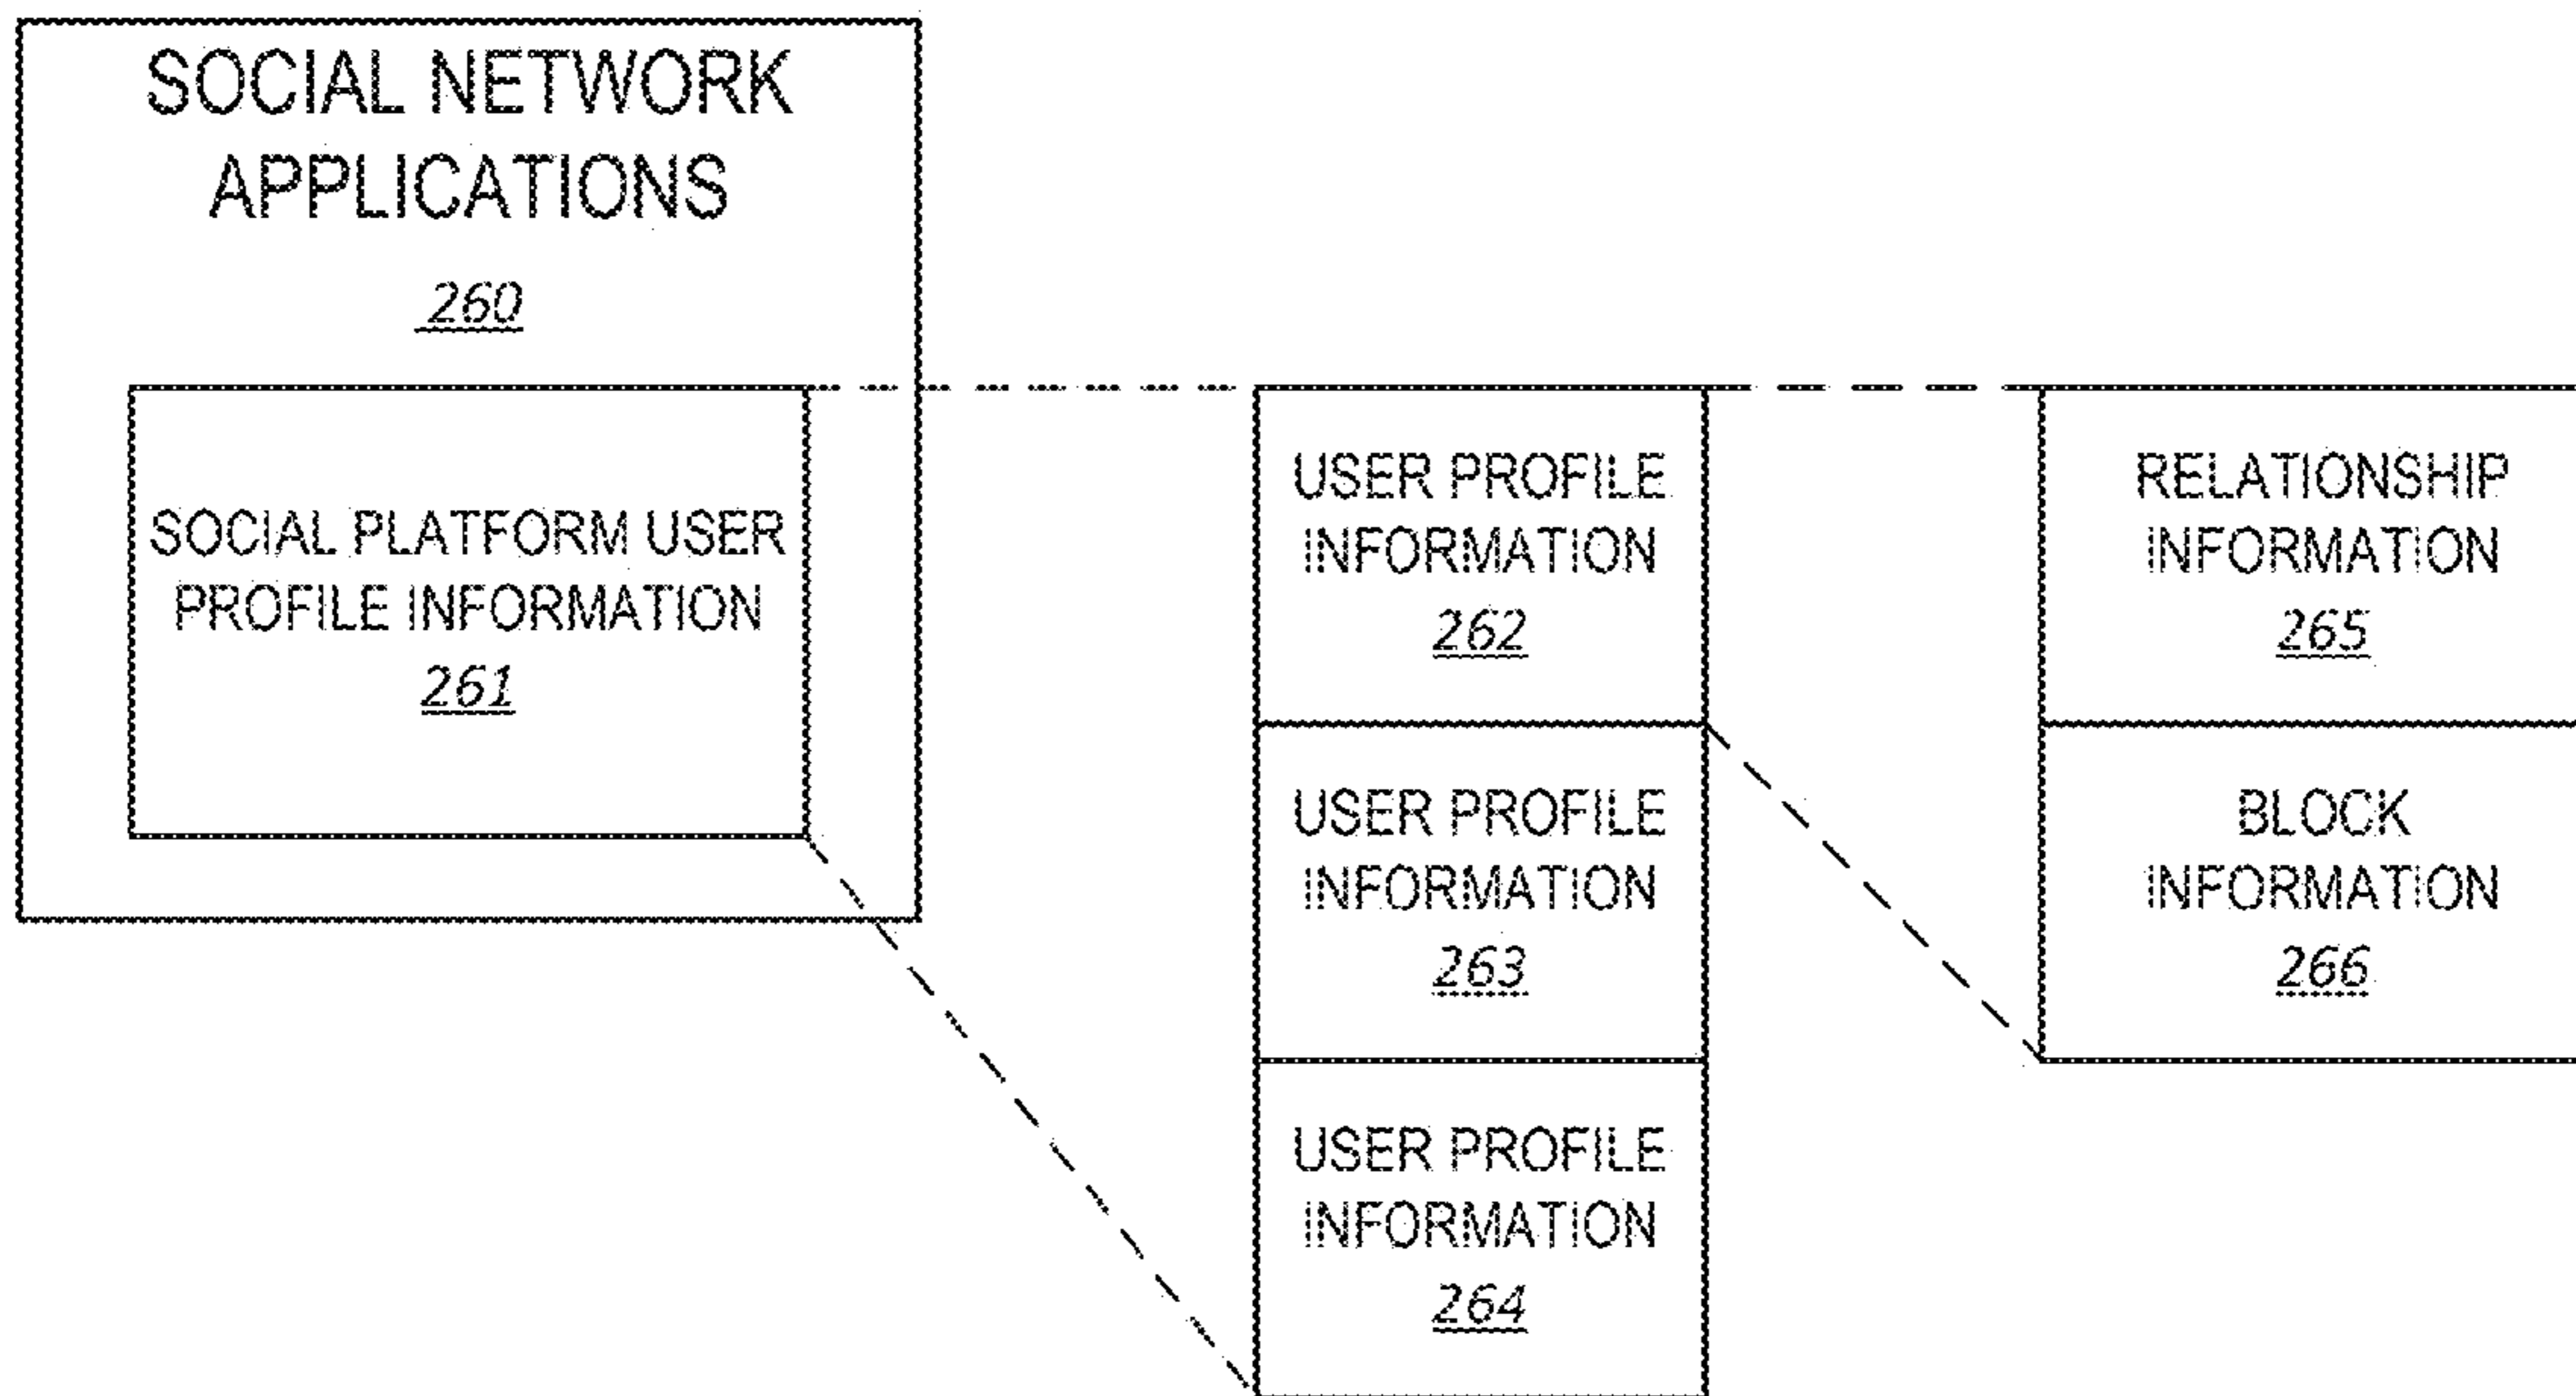 SOCIAL NETWORK
APPLICATIONS
260
SOCIAL PLATFORM USER
PROFILE INFORMATION
261
USER PROFILE
INFORMATION
262
USER PROFILE
INFORMATION
263
USER PROFILE
INFORMATION
264
RELATIONSHIP
INFORMATION
265
BLOCK
INFORMATION
266